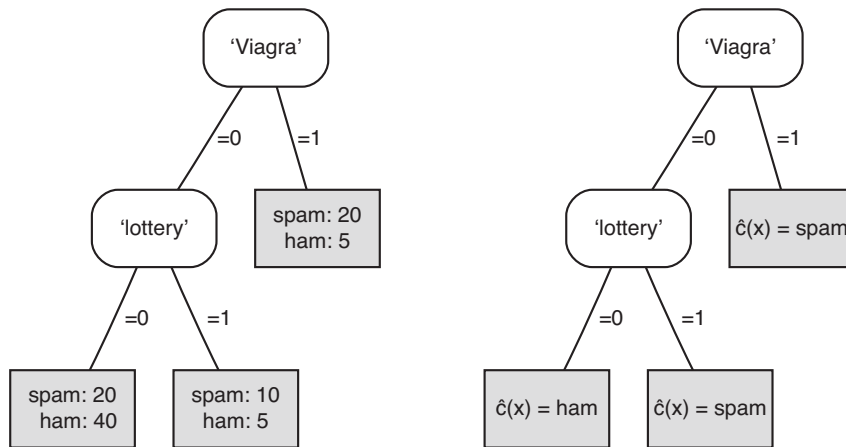 ‘Viagra’
=0
=1
‘lottery’
spam: 20
ham: 5
=0
=1
spam: 20
ham: 40
spam: 10
ham: 5
‘Viagra’
=0
=1
‘lottery’
ĉ(x) = spam
=0
=1
ĉ(x) = ham
ĉ(x) = spam